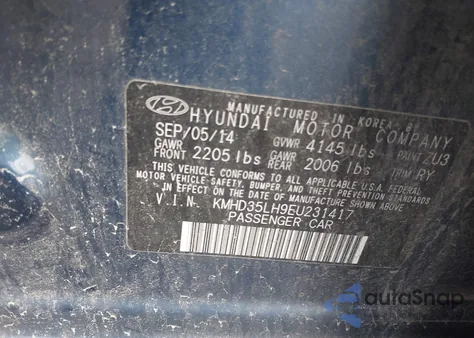 MANUFACTURED IN KOREA BY
HYUNDAI MOTOR COMPANY
SEP/05/14 GVWR 4145 lbs PAINT ZU3
GAWR FRONT 2205 lbs GAWR REAR 2006 lbs TRIM RY
THIS VEHICLE CONFORMS TO ALL APPLICABLE U.S. FEDERAL
MOTOR VEHICLE SAFETY, BUMPER, AND THEFT PREVENTION STANDARDS
IN EFFECT ON THE DATE OF MANUFACTURE SHOWN ABOVE.
V.I.N. KMHD35LH9EU231417
PASSENGER CAR
autoSnap